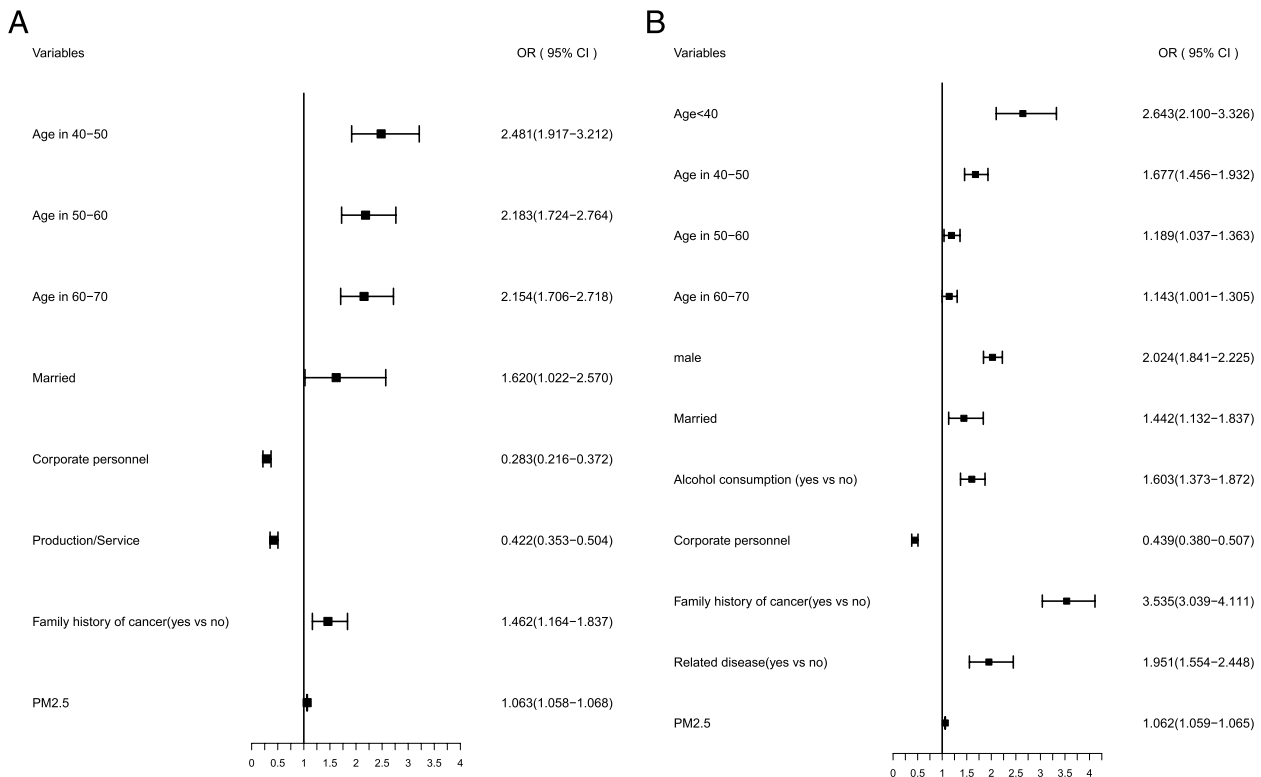 A
Variables OR ( 95% CI )
Age in 40−50 2.481(1.917−3.212)
Age in 50−60 2.183(1.724−2.764)
Age in 60−70 2.154(1.706−2.718)
Married 1.620(1.022−2.570)
Corporate personnel 0.283(0.216−0.372)
Production/Service 0.422(0.353−0.504)
Family history of cancer(yes vs no) 1.462(1.164−1.837)
PM2.5 1.063(1.058−1.068)
0 0.5 1 1.5 2 2.5 3 3.5 4
B
Variables OR ( 95% CI )
Age<40 2.643(2.100−3.326)
Age in 40−50 1.677(1.456−1.932)
Age in 50−60 1.189(1.037−1.363)
Age in 60−70 1.143(1.001−1.305)
male 2.024(1.841−2.225)
Married 1.442(1.132−1.837)
Alcohol consumption (yes vs no) 1.603(1.373−1.872)
Corporate personnel 0.439(0.380−0.507)
Family history of cancer(yes vs no) 3.535(3.039−4.111)
Related disease(yes vs no) 1.951(1.554−2.448)
PM2.5 1.062(1.059−1.065)
0 0.5 1 1.5 2 2.5 3 3.5 4